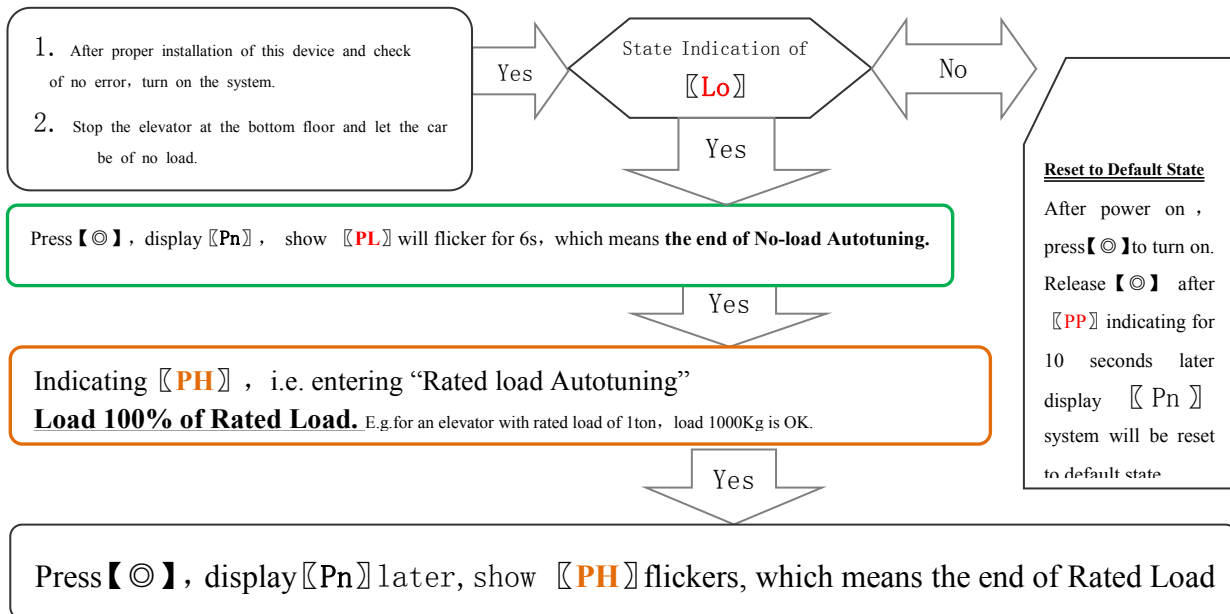 1. After proper installation of this device and check
of no error, turn on the system.
2. Stop the elevator at the bottom floor and let the car
be of no load.
Yes
State Indication of
〖Lo〗
No
Yes
Reset to Default State
After power on ,
press【◎】to turn on.
Release【◎】 after
〖PP〗indicating for
10 seconds later
display 〖 Pn 〗
system will be reset
to default state
Press【◎】, display〖Pn〗, show 〖PL〗will flicker for 6s, which means the end of No-load Autotuning.
Yes
Indicating〖PH〗, i.e. entering “Rated load Autotuning”
Load 100% of Rated Load. E.g.for an elevator with rated load of 1ton, load 1000Kg is OK.
Yes
Press【◎】, display〖Pn〗later, show 〖PH〗flickers, which means the end of Rated Load